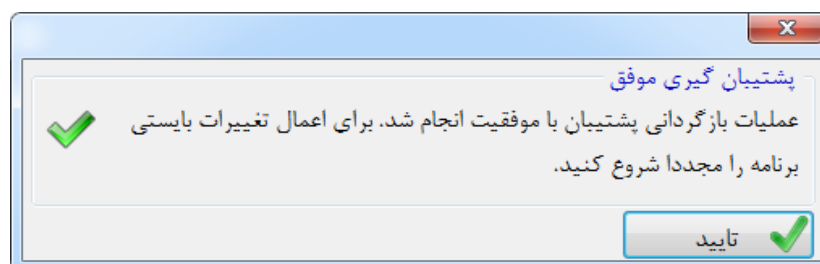 پشتیبان گیری موفق
عملیات بازگردانی پشتیبان با موفقیت انجام شد. برای اعمال تغییرات بایستی
برنامه را مجددا شروع کنید.
تایید